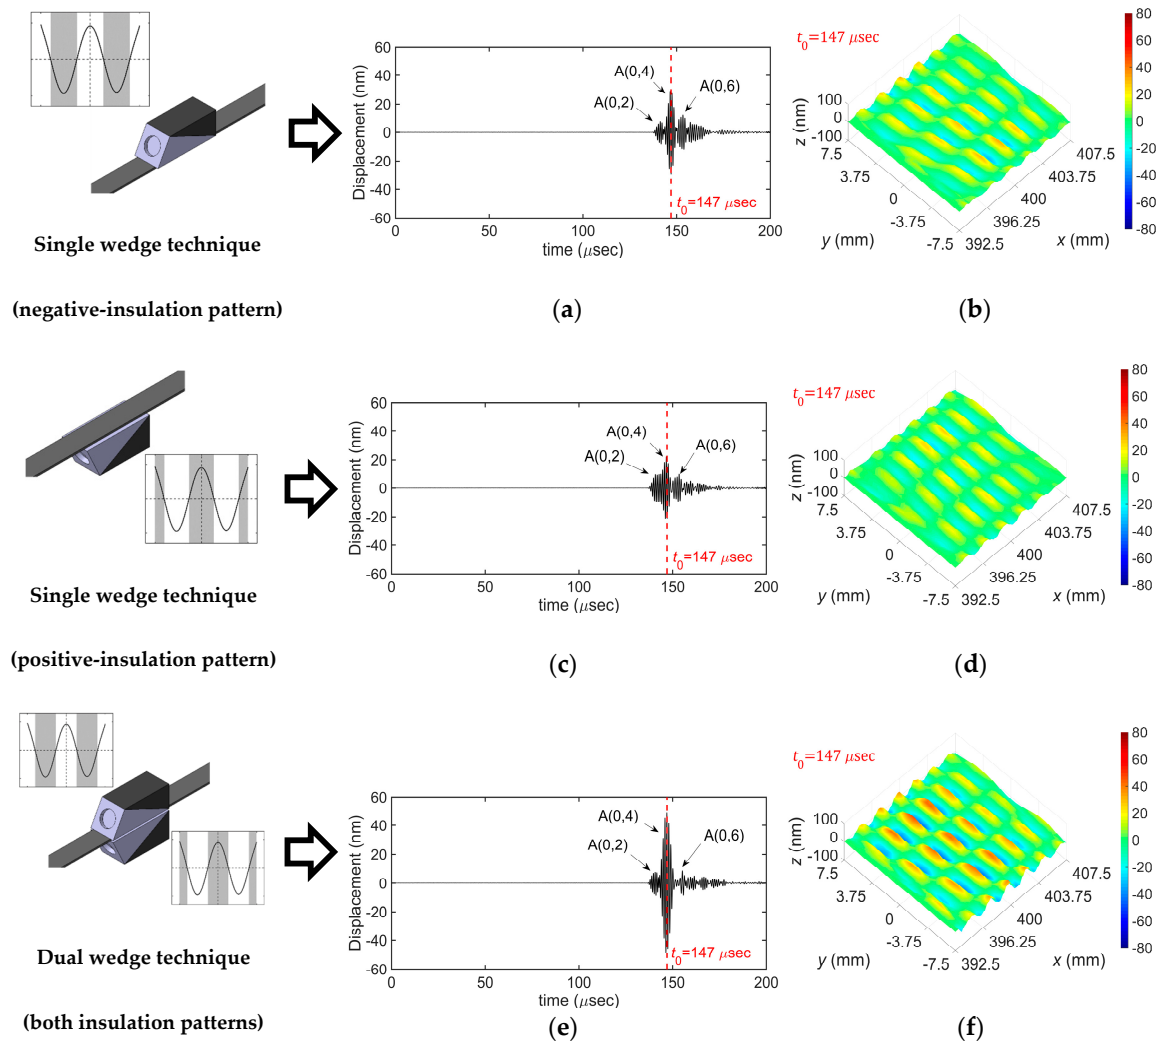 Single wedge technique
(negative-insulation pattern)
60
40
20
0
-20
-40
-60
Displacement (nm)
A(0,4)
A(0,6)
A(0,2)
t0=147 μsec
0
50
100
150
200
time (μsec)
(a)
t0=147 μsec
100
0
-100
z (nm)
7.5
3.75
0
-3.75
-7.5
y (mm)
392.5
396.25
400
403.75
407.5
x (mm)
80
60
40
20
0
-20
-40
-60
-80
(b)
Single wedge technique
(positive-insulation pattern)
60
40
20
0
-20
-40
-60
Displacement (nm)
A(0,4)
A(0,2)
A(0,6)
t0=147 μsec
0
50
100
150
200
time (μsec)
(c)
t0=147 μsec
100
0
-100
z (nm)
7.5
3.75
0
-3.75
-7.5
y (mm)
392.5
396.25
400
403.75
407.5
x (mm)
80
60
40
20
0
-20
-40
-60
-80
(d)
Dual wedge technique
(both insulation patterns)
60
40
20
0
-20
-40
-60
Displacement (nm)
A(0,4)
A(0,2)
A(0,6)
t0=147 μsec
0
50
100
150
200
time (μsec)
(e)
t0=147 μsec
100
0
-100
z (nm)
7.5
3.75
0
-3.75
-7.5
y (mm)
392.5
396.25
400
403.75
407.5
x (mm)
80
60
40
20
0
-20
-40
-60
-80
(f)